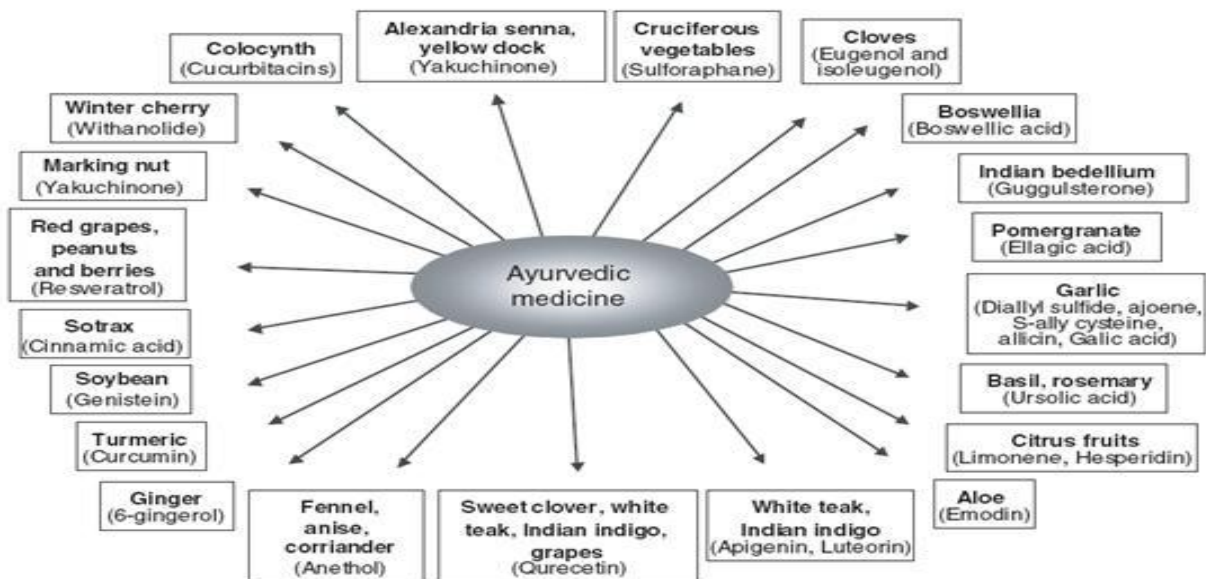 Alexandria senna,
yellow dock
(Yakuchinone)
Cruciferous
vegetables
(Sulforaphane)
Cloves
(Eugenol and
isoleugenol)
Boswellia
(Boswellic acid)
Indian bedellium
(Guggulsterone)
Pomergranate
(Ellagic acid)
Garlic
(Diallyl sulfide, ajoene,
S-ally cysteine,
allicin, Galic acid)
Basil, rosemary
(Ursolic acid)
Citrus fruits
(Limonene, Hesperidin)
Aloe
(Emodin)
White teak,
Indian indigo
(Apigenin, Luteorin)
Sweet clover, white
teak, Indian indigo,
grapes
(Qurecetin)
Fennel,
anise,
corriander
(Anethol)
Ginger
(6-gingerol)
Turmeric
(Curcumin)
Soybean
(Genistein)
Sotrax
(Cinnamic acid)
Red grapes,
peanuts
and berries
(Resveratrol)
Marking nut
(Yakuchinone)
Winter cherry
(Withanolide)
Colocynth
(Cucurbitacins)
Ayurvedic
medicine